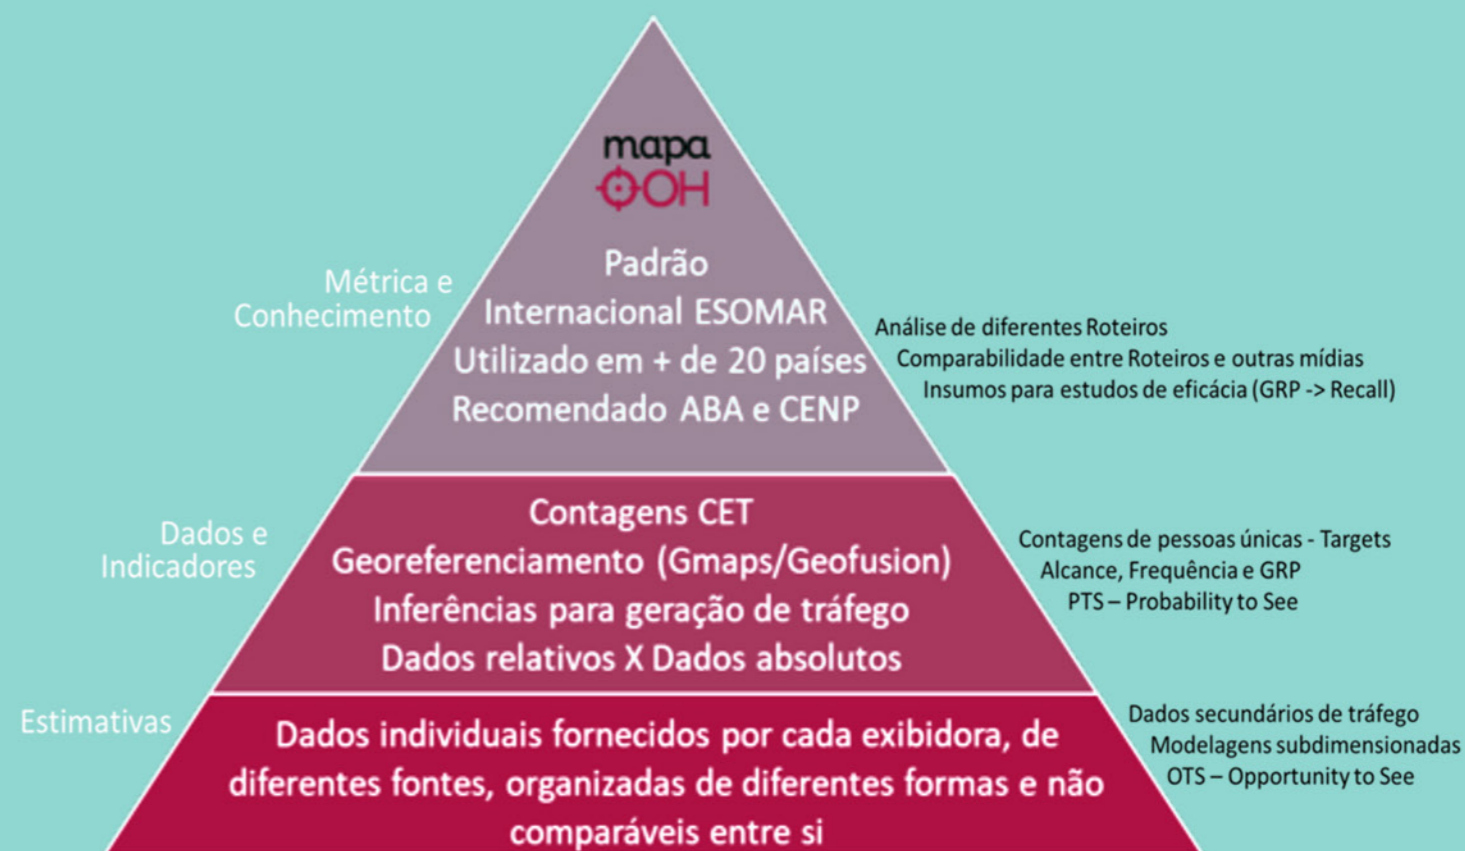 mapa
OOH
Padrão
Internacional ESOMAR
Utilizado em + de 20 países
Recomendado ABA e CENP
Métrica e
Conhecimento
Análise de diferentes Roteiros
Comparabilidade entre Roteiros e outras mídias
Insumos para estudos de eficácia (GRP -> Recall)
Contagens CET
Georeferenciamento (Gmaps/Geofusion)
Inferências para geração de tráfego
Dados relativos X Dados absolutos
Dados e
Indicadores
Contagens de pessoas únicas - Targets
Alcance, Frequência e GRP
PTS – Probability to See
Estimativas
Dados individuais fornecidos por cada exibidora, de
diferentes fontes, organizadas de diferentes formas e não
comparáveis entre si
Dados secundários de tráfego
Modelagens subdimensionadas
OTS – Opportunity to See